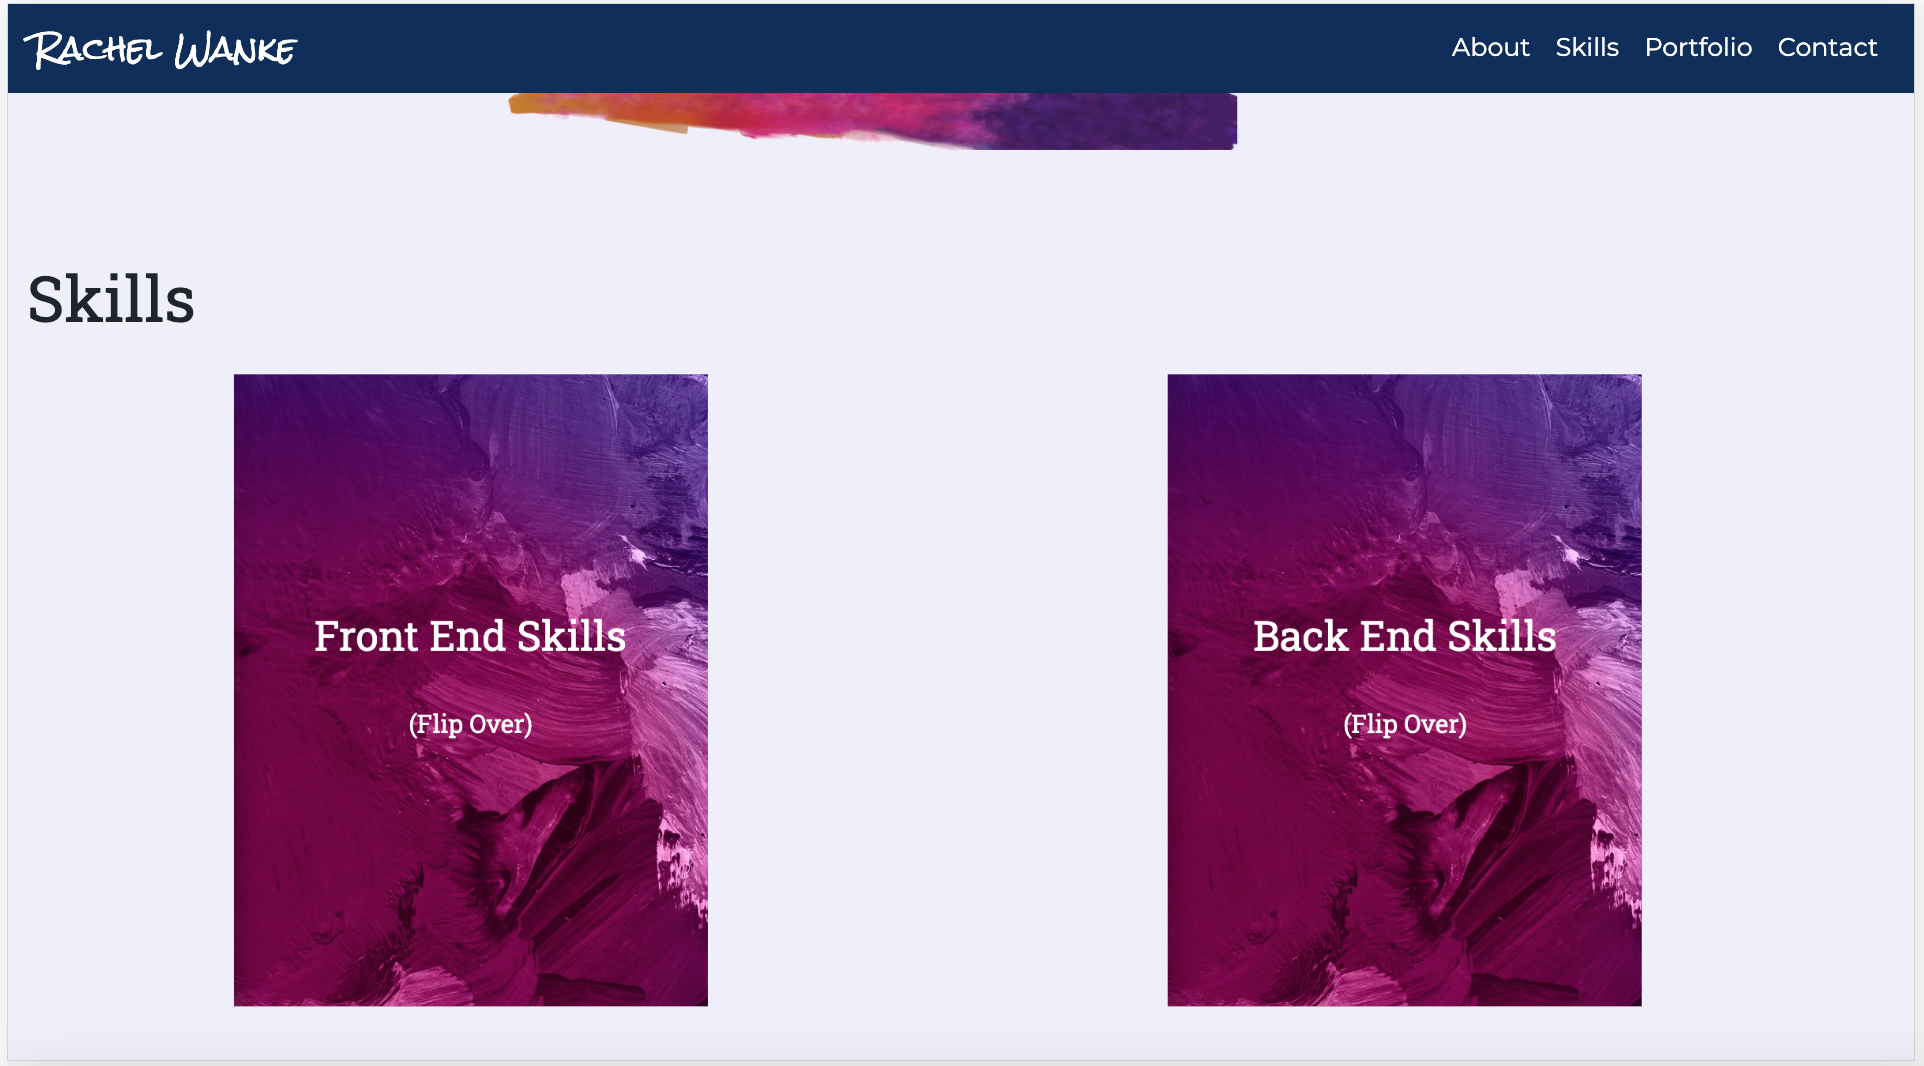 Rachel Wanke
About Skills Portfolio Contact
Skills
Front End Skills
(Flip Over)
Back End Skills
(Flip Over)